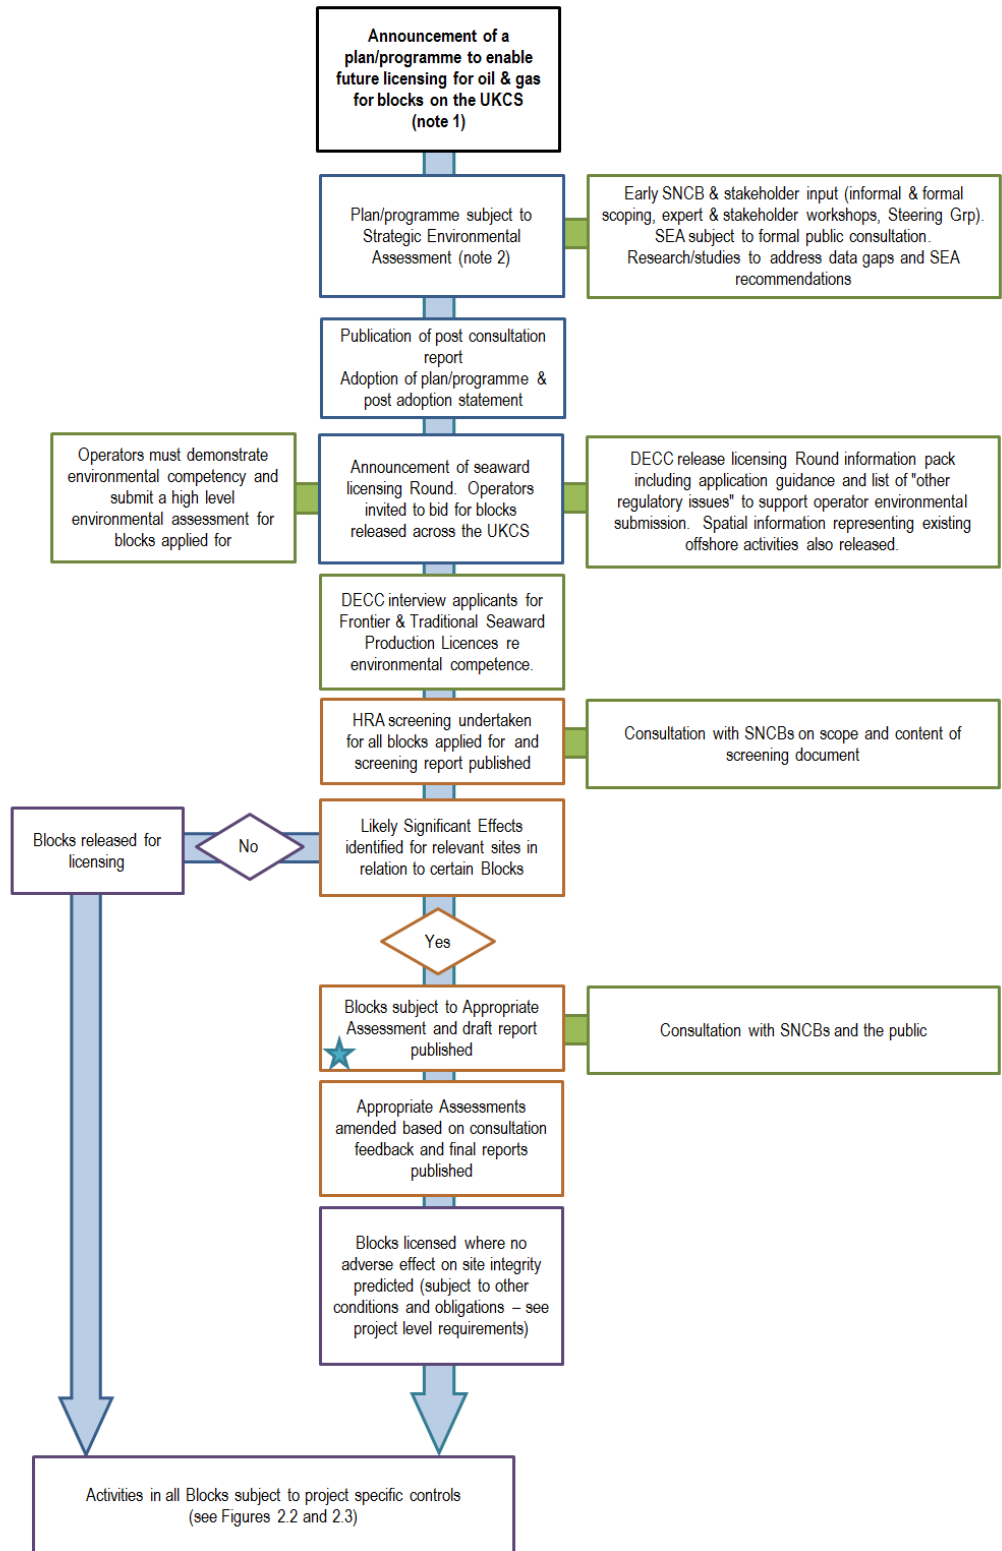 Announcement of a
plan/programme to enable
future licensing for oil & gas
for blocks on the UKCS
(note 1)
Plan/programme subject to
Strategic Environmental
Assessment (note 2)
Early SNCB & stakeholder input (informal & formal
scoping, expert & stakeholder workshops, Steering Grp).
SEA subject to formal public consultation.
Research/studies to address data gaps and SEA
recommendations
Publication of post consultation
report
Adoption of plan/programme &
post adoption statement
Operators must demonstrate
environmental competency and
submit a high level
environmental assessment for
blocks applied for
Announcement of seaward
licensing Round. Operators
invited to bid for blocks
released across the UKCS
DECC release licensing Round information pack
including application guidance and list of "other
regulatory issues" to support operator environmental
submission. Spatial information representing existing
offshore activities also released.
DECC interview applicants for
Frontier & Traditional Seaward
Production Licences re
environmental competence.
HRA screening undertaken
for all blocks applied for and
screening report published
Consultation with SNCBs on scope and content of
screening document
Blocks released for
licensing
No
Likely Significant Effects
identified for relevant sites in
relation to certain Blocks
Yes
Blocks subject to Appropriate
Assessment and draft report
published
Consultation with SNCBs and the public
Appropriate Assessments
amended based on consultation
feedback and final reports
published
Blocks licensed where no
adverse effect on site integrity
predicted (subject to other
conditions and obligations – see
project level requirements)
Activities in all Blocks subject to project specific controls
(see Figures 2.2 and 2.3)